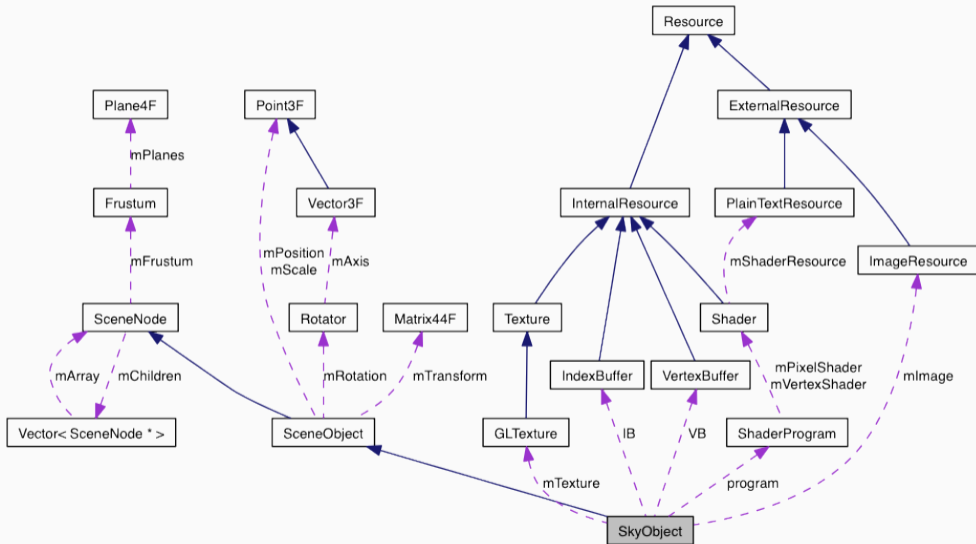 Resource
Plane4F
Point3F
ExternalResource
mPlanes
Frustum
Vector3F
InternalResource
PlainTextResource
mFrustum
mPosition
mScale
mAxis
mShaderResource
ImageResource
SceneNode
Rotator
Matrix44F
Texture
Shader
mArray
mChildren
mRotation
mTransform
IndexBuffer
VertexBuffer
mPixelShader
mVertexShader
mImage
Vector< SceneNode * >
SceneObject
GLTexture
IB
VB
ShaderProgram
mTexture
program
SkyObject